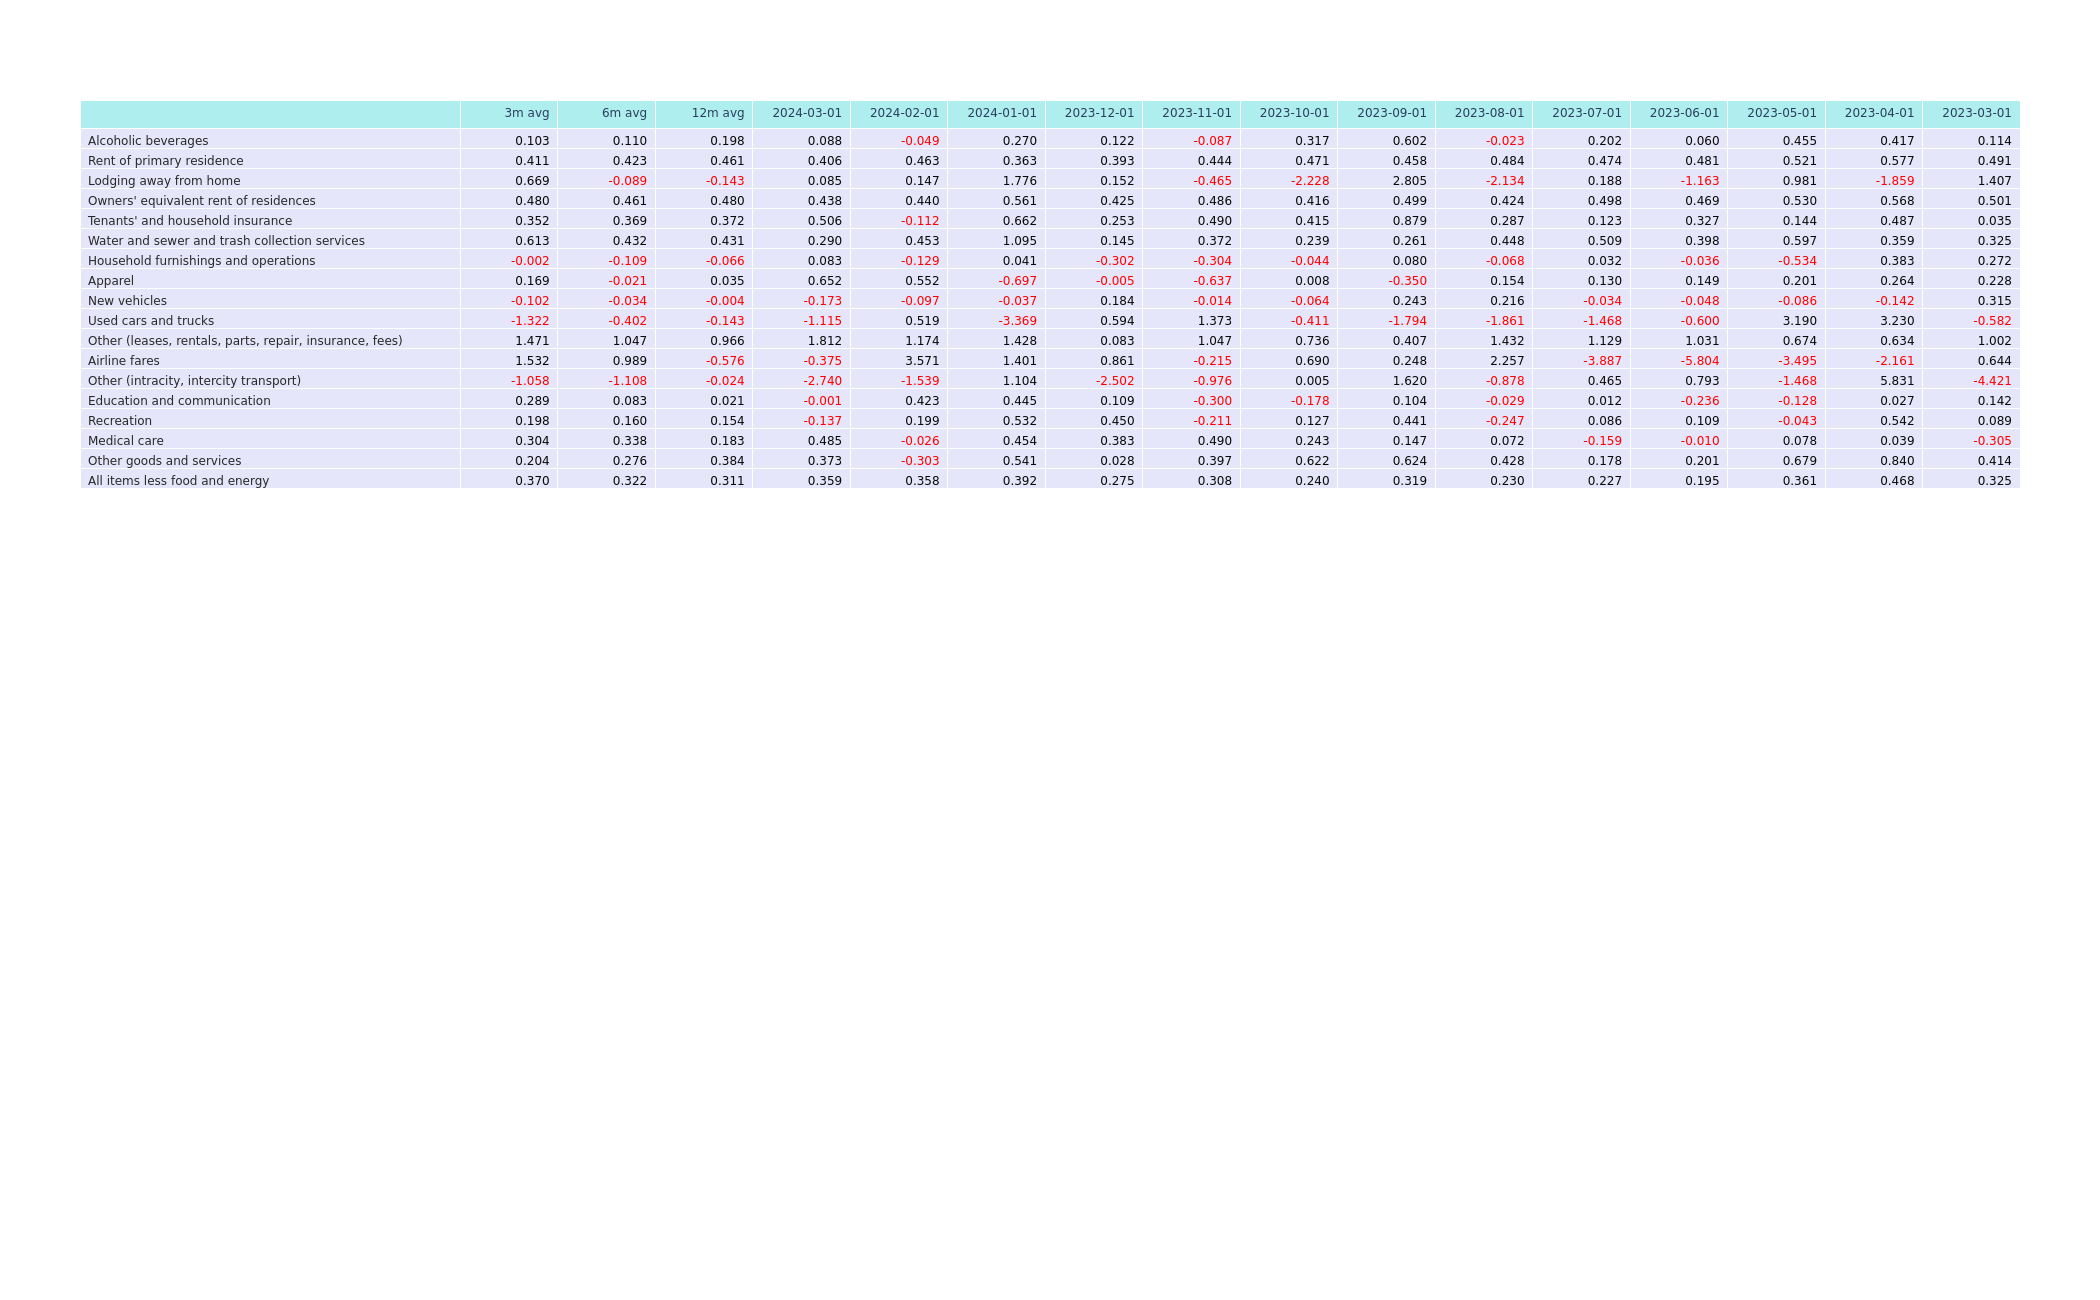 3m avg 6m avg 12m avg 2024-03-01 2024-02-01 2024-01-01 2023-12-01 2023-11-01 2023-10-01 2023-09-01 2023-08-01 2023-07-01 2023-06-01 2023-05-01 2023-04-01 2023-03-01
Alcoholic beverages 0.103 0.110 0.198 0.088 -0.049 0.270 0.122 -0.087 0.317 0.602 -0.023 0.202 0.060 0.455 0.417 0.114
Rent of primary residence 0.411 0.423 0.461 0.406 0.463 0.363 0.393 0.444 0.471 0.458 0.484 0.474 0.481 0.521 0.577 0.491
Lodging away from home 0.669 -0.089 -0.143 0.085 0.147 1.776 0.152 -0.465 -2.228 2.805 -2.134 0.188 -1.163 0.981 -1.859 1.407
Owners' equivalent rent of residences 0.480 0.461 0.480 0.438 0.440 0.561 0.425 0.486 0.416 0.499 0.424 0.498 0.469 0.530 0.568 0.501
Tenants' and household insurance 0.352 0.369 0.372 0.506 -0.112 0.662 0.253 0.490 0.415 0.879 0.287 0.123 0.327 0.144 0.487 0.035
Water and sewer and trash collection services 0.613 0.432 0.431 0.290 0.453 1.095 0.145 0.372 0.239 0.261 0.448 0.509 0.398 0.597 0.359 0.325
Household furnishings and operations -0.002 -0.109 -0.066 0.083 -0.129 0.041 -0.302 -0.304 -0.044 0.080 -0.068 0.032 -0.036 -0.534 0.383 0.272
Apparel 0.169 -0.021 0.035 0.652 0.552 -0.697 -0.005 -0.637 0.008 -0.350 0.154 0.130 0.149 0.201 0.264 0.228
New vehicles -0.102 -0.034 -0.004 -0.173 -0.097 -0.037 0.184 -0.014 -0.064 0.243 0.216 -0.034 -0.048 -0.086 -0.142 0.315
Used cars and trucks -1.322 -0.402 -0.143 -1.115 0.519 -3.369 0.594 1.373 -0.411 -1.794 -1.861 -1.468 -0.600 3.190 3.230 -0.582
Other (leases, rentals, parts, repair, insurance, fees) 1.471 1.047 0.966 1.812 1.174 1.428 0.083 1.047 0.736 0.407 1.432 1.129 1.031 0.674 0.634 1.002
Airline fares 1.532 0.989 -0.576 -0.375 3.571 1.401 0.861 -0.215 0.690 0.248 2.257 -3.887 -5.804 -3.495 -2.161 0.644
Other (intracity, intercity transport) -1.058 -1.108 -0.024 -2.740 -1.539 1.104 -2.502 -0.976 0.005 1.620 -0.878 0.465 0.793 -1.468 5.831 -4.421
Education and communication 0.289 0.083 0.021 -0.001 0.423 0.445 0.109 -0.300 -0.178 0.104 -0.029 0.012 -0.236 -0.128 0.027 0.142
Recreation 0.198 0.160 0.154 -0.137 0.199 0.532 0.450 -0.211 0.127 0.441 -0.247 0.086 0.109 -0.043 0.542 0.089
Medical care 0.304 0.338 0.183 0.485 -0.026 0.454 0.383 0.490 0.243 0.147 0.072 -0.159 -0.010 0.078 0.039 -0.305
Other goods and services 0.204 0.276 0.384 0.373 -0.303 0.541 0.028 0.397 0.622 0.624 0.428 0.178 0.201 0.679 0.840 0.414
All items less food and energy 0.370 0.322 0.311 0.359 0.358 0.392 0.275 0.308 0.240 0.319 0.230 0.227 0.195 0.361 0.468 0.325